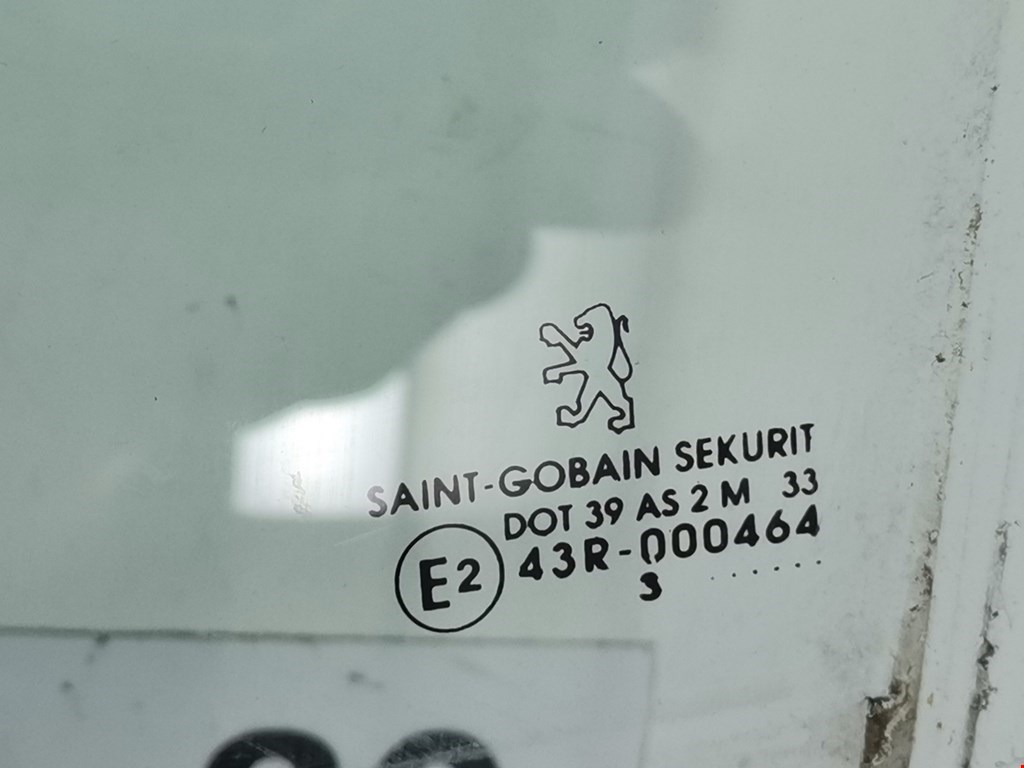 SAINT-GOBAIN SEKURIT
DOT 39 AS 2 M 33
E2 43R-000464
3 ......